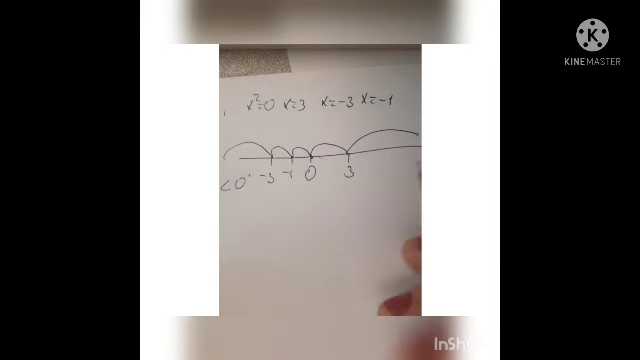 KINEMASTER
x²=0 x=3 x=-3 x=-1
<0 -3 -1 0 3
InShOt